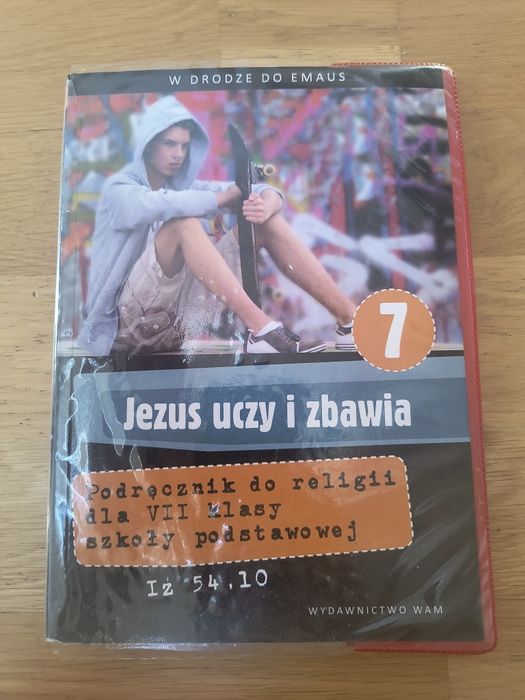 W DRODZE DO EMAUS
7
Jezus uczy i zbawia
Podręcznik do religii
dla VII klasy
szkoły podstawowej
Iż 54,10
WYDAWNICTWO WAM